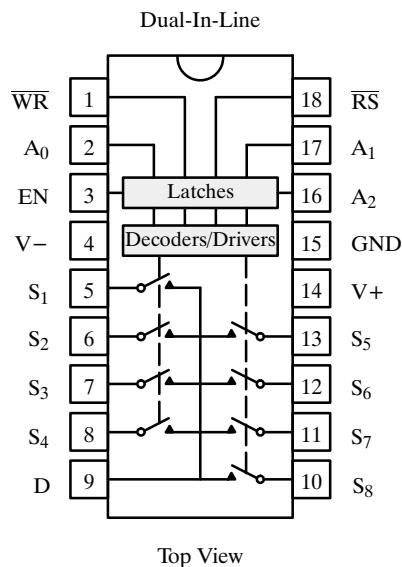 Dual-In-Line
WR 1 18 RS
A0 2 17 A1
EN 3 Latches 16 A2
V− 4 Decoders/Drivers 15 GND
S1 5 14 V+
S2 6 13 S5
S3 7 12 S6
S4 8 11 S7
D 9 10 S8
Top View